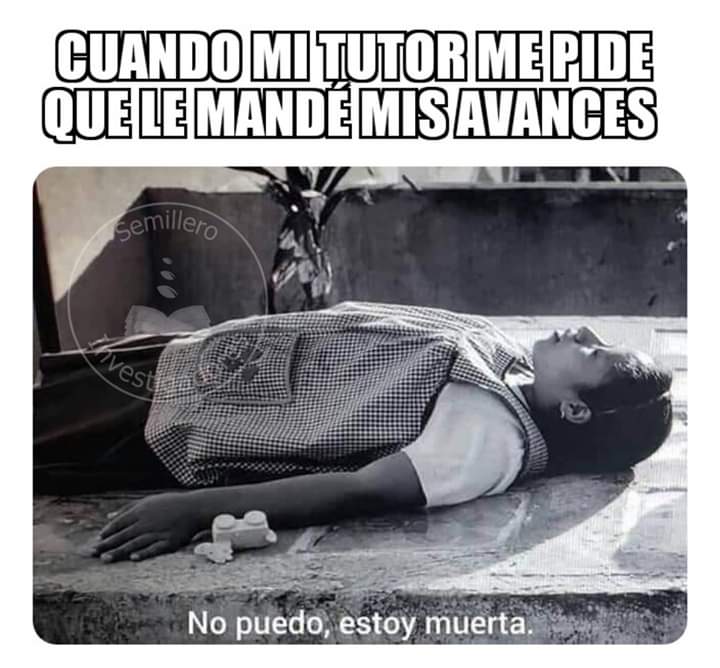 CUANDO MI TUTOR ME PIDE
QUE LE MANDÉ MIS AVANCES
Semillero
No puedo, estoy muerta.